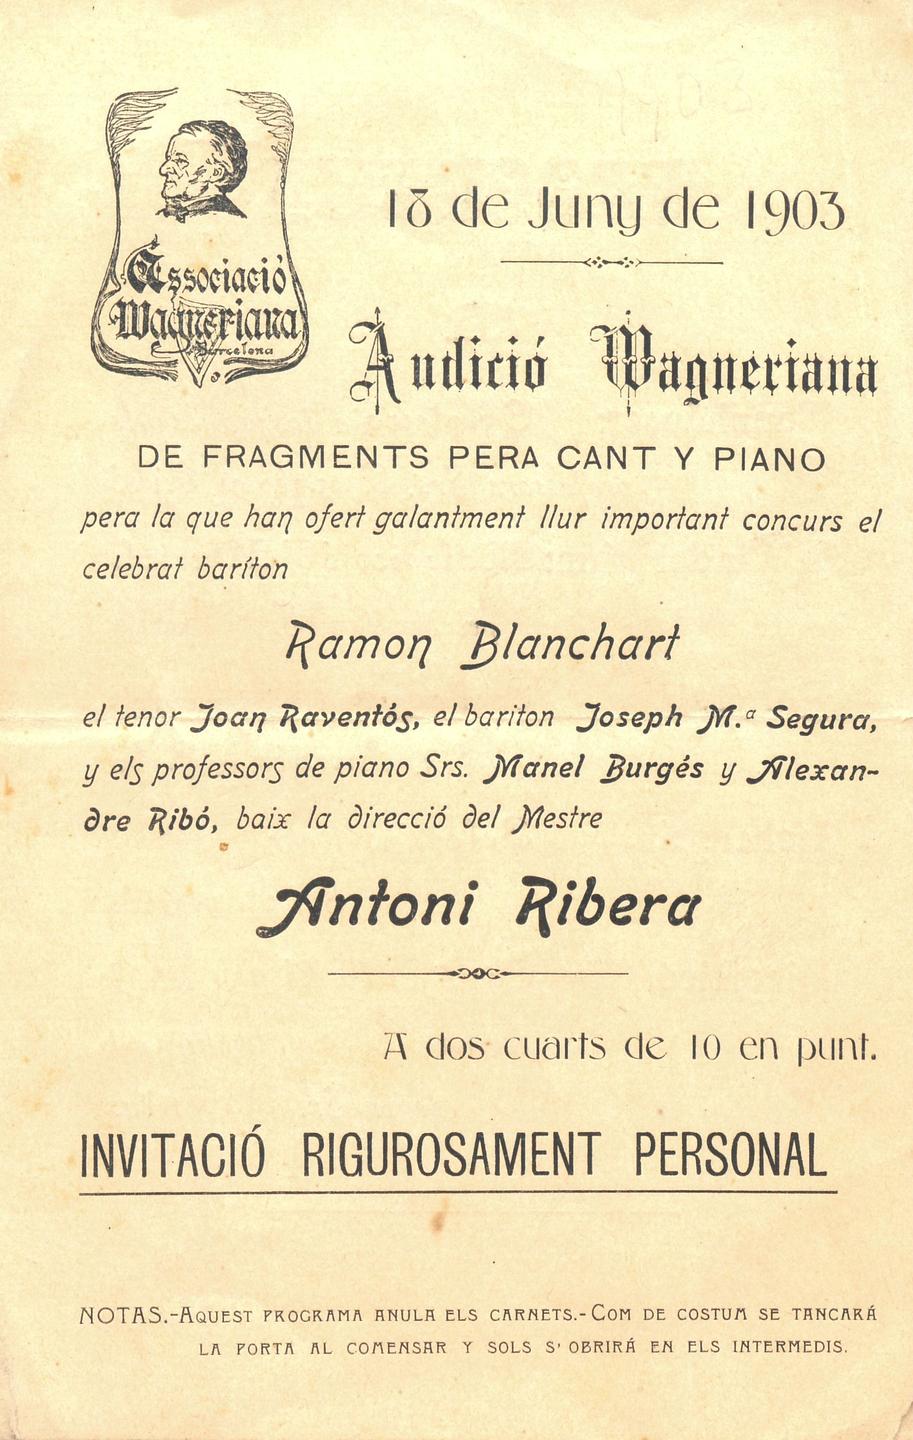 Associació
Wagneriana
Barcelona
18 de Juny de 1903
Audició Wagneriana
DE FRAGMENTS PERA CANT Y PIANO
pera la que han ofert galantment llur important concurs el
celebrat baríton
Ramon Blanchart
el tenor Joan Raventós, el bariton Joseph M.ª Segura,
y els professors de piano Srs. Manel Burgés y Alexan-
dre Ribó, baix la direcció del Mestre
Antoni Ribera
A dos cuarts de 10 en punt.
INVITACIÓ RIGUROSAMENT PERSONAL
NOTAS.-AQUEST PROGRAMA ANULA ELS CARNETS.-COM DE COSTUM SE TANCARÁ
LA PORTA AL COMENSAR Y SOLS S' OBRIRÁ EN ELS INTERMEDIS.